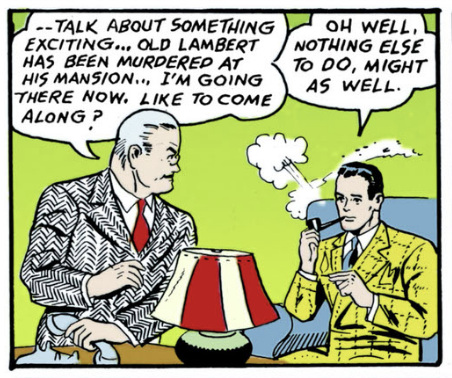 --TALK ABOUT SOMETHING
EXCITING... OLD LAMBERT
HAS BEEN MURDERED AT
HIS MANSION... I'M GOING
THERE NOW. LIKE TO COME
ALONG?
OH WELL,
NOTHING ELSE
TO DO, MIGHT
AS WELL.